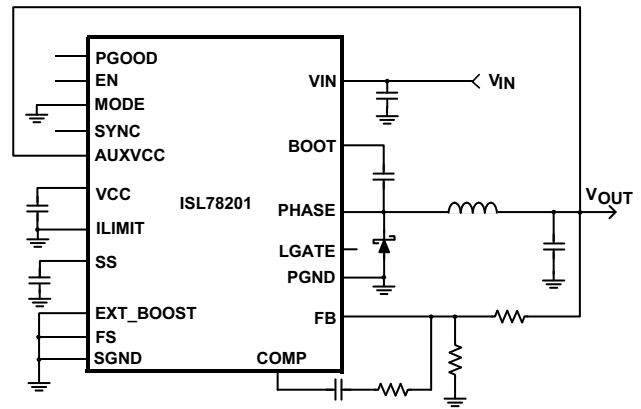 PGOOD
EN
MODE
SYNC
AUXVCC
VCC
ILIMIT
SS
EXT_BOOST
FS
SGND
ISL78201
VIN
BOOT
PHASE
LGATE
PGND
FB
COMP
VIN
VOUT